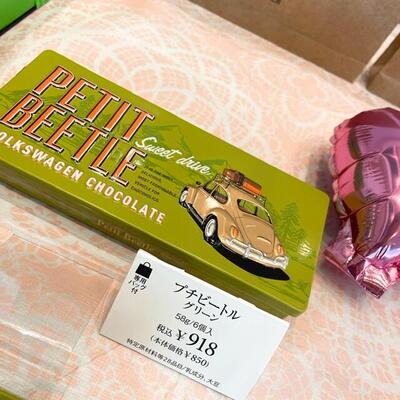 PETIT
BEETLE
Sweet drive
VOLKSWAGEN CHOCOLATE
Petit Beetle
専用
バッグ
付
プチビートル
グリーン
58g/6個入
税込 ¥918
(本体価格¥850)
特定原材料等28品目/乳成分、大豆